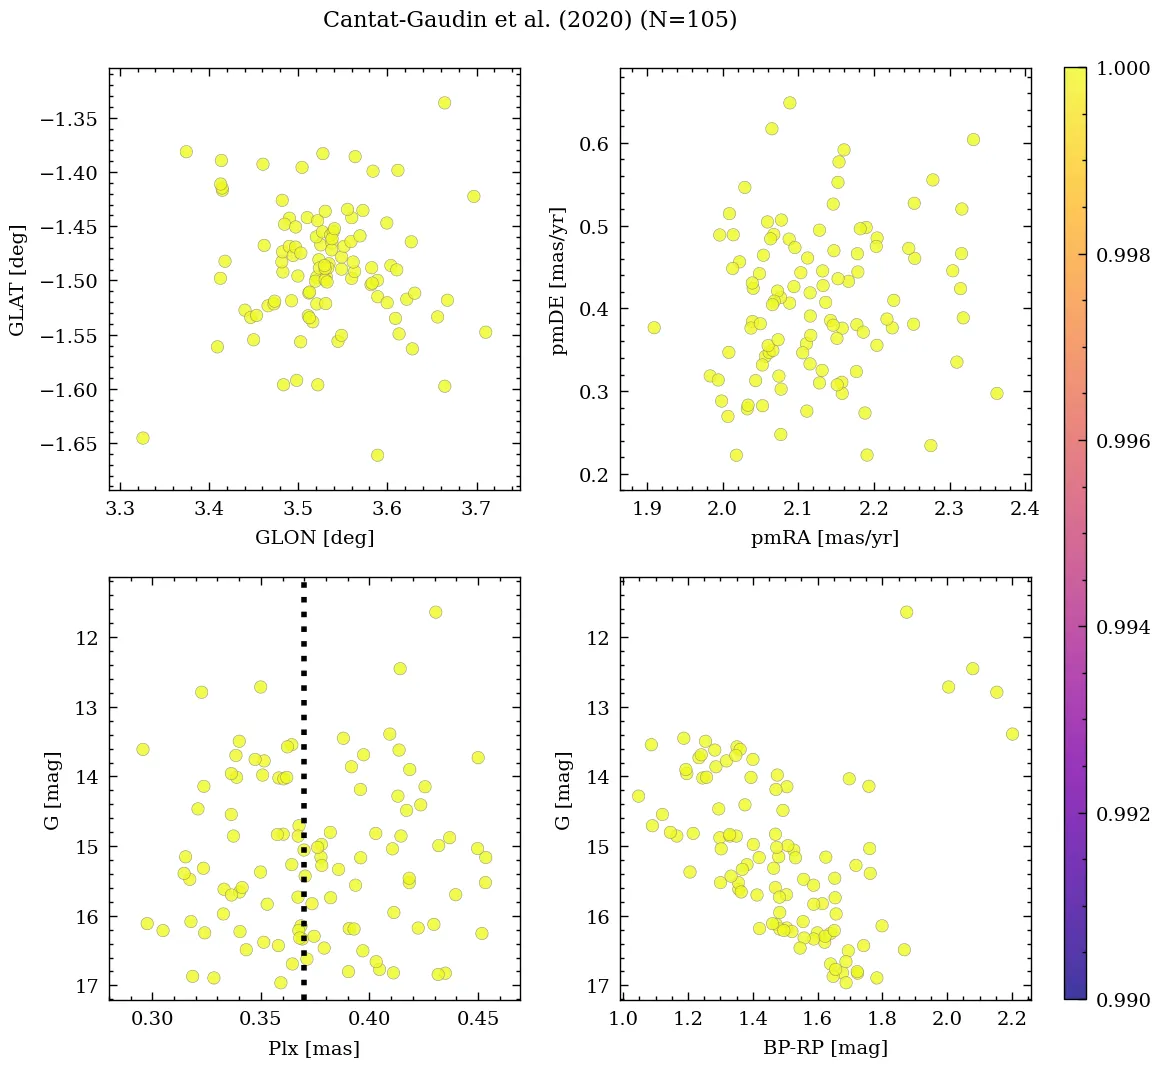 Cantat-Gaudin et al. (2020) (N=105)
−1.35
−1.40
−1.45
−1.50
−1.55
−1.60
−1.65
GLAT [deg]
3.3 3.4 3.5 3.6 3.7
GLON [deg]
0.6
0.5
0.4
0.3
0.2
pmDE [mas/yr]
1.9 2.0 2.1 2.2 2.3 2.4
pmRA [mas/yr]
12
13
14
15
16
17
G [mag]
0.30 0.35 0.40 0.45
Plx [mas]
12
13
14
15
16
17
G [mag]
1.0 1.2 1.4 1.6 1.8 2.0 2.2
BP-RP [mag]
1.000
0.998
0.996
0.994
0.992
0.990